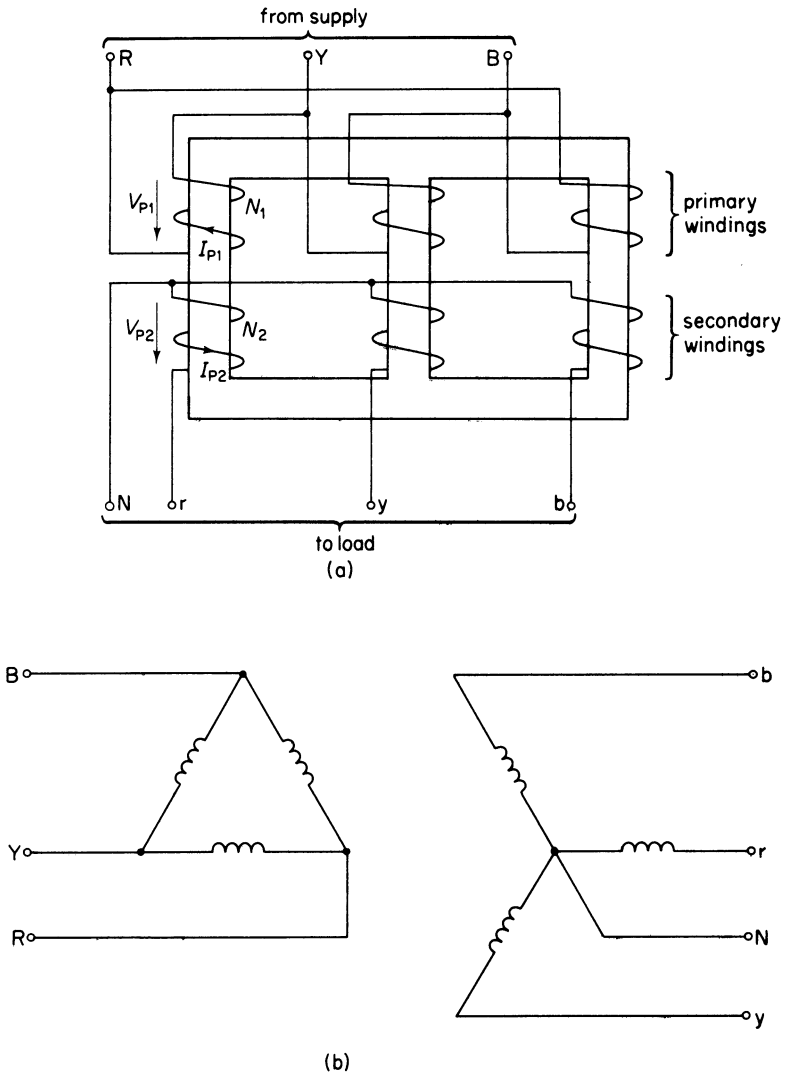 from supply
R Y B
V_P1 N_1 primary
I_P1 windings
V_P2 N_2 secondary
I_P2 windings
N r y b
to load
(a)
B b
Y r
R N
y
(b)